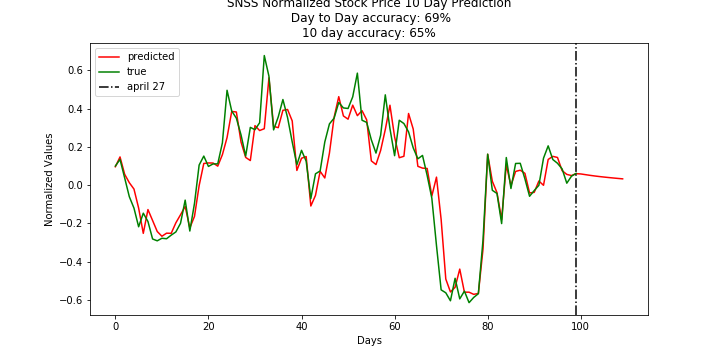 SNSS Normalized Stock Price 10 Day Prediction
Day to Day accuracy: 69%
10 day accuracy: 65%
predicted
true
april 27
Normalized Values
0.6
0.4
0.2
0.0
−0.2
−0.4
−0.6
0
20
40
60
80
100
Days